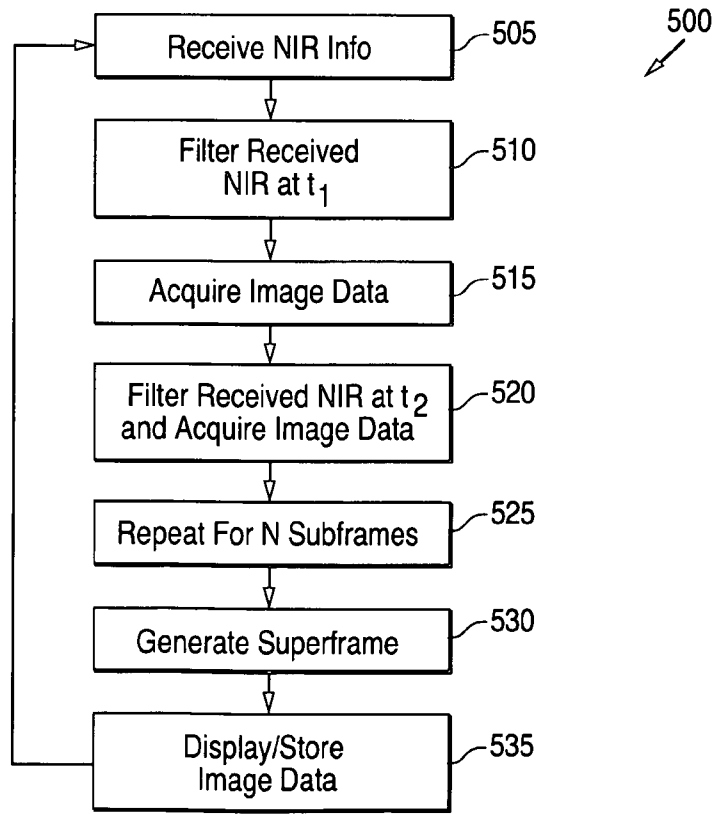 500
Receive NIR Info
505
Filter Received
NIR at t1
510
Acquire Image Data
515
Filter Received NIR at t2
and Acquire Image Data
520
Repeat For N Subframes
525
Generate Superframe
530
Display/Store
Image Data
535